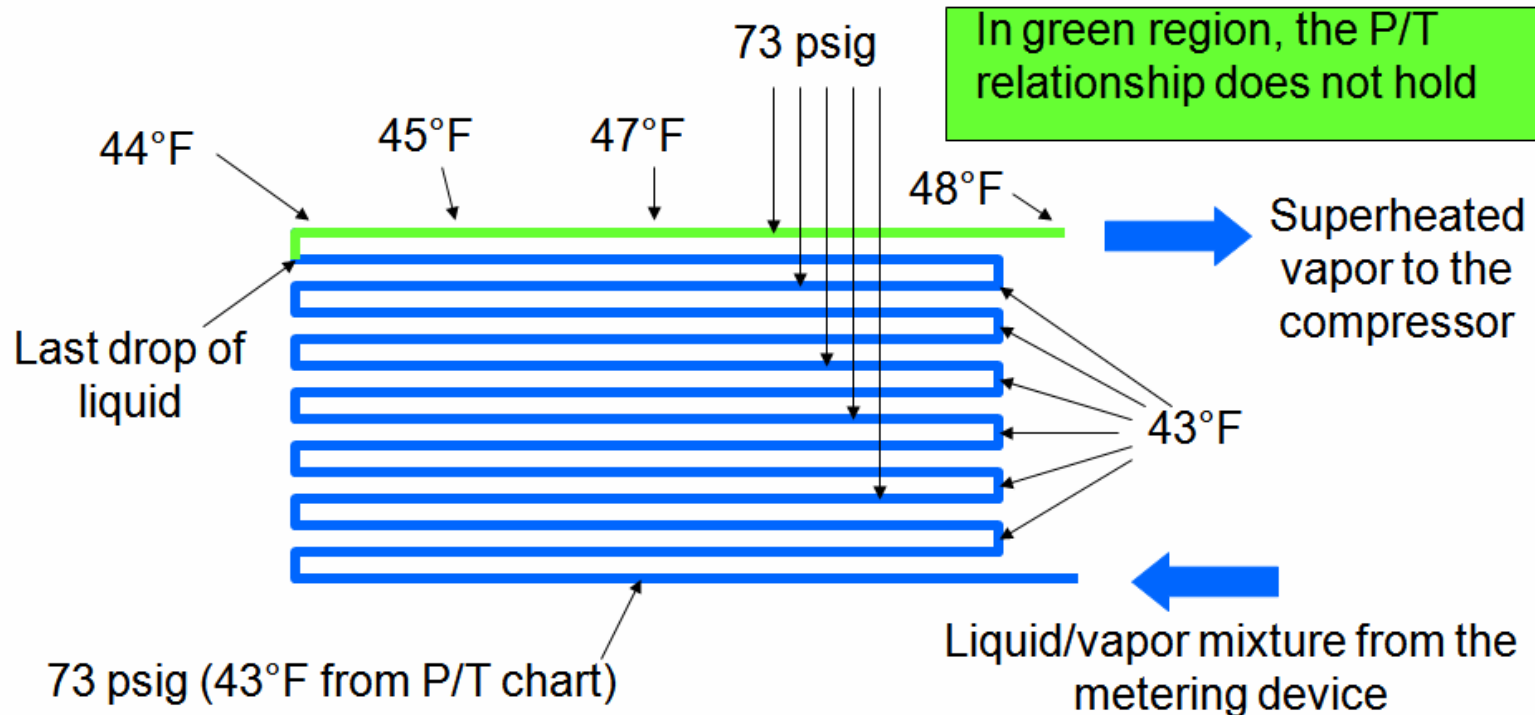 73 psig
In green region, the P/T
relationship does not hold
44°F
45°F
47°F
48°F
Superheated
vapor to the
compressor
Last drop of
liquid
43°F
73 psig (43°F from P/T chart)
Liquid/vapor mixture from the
metering device